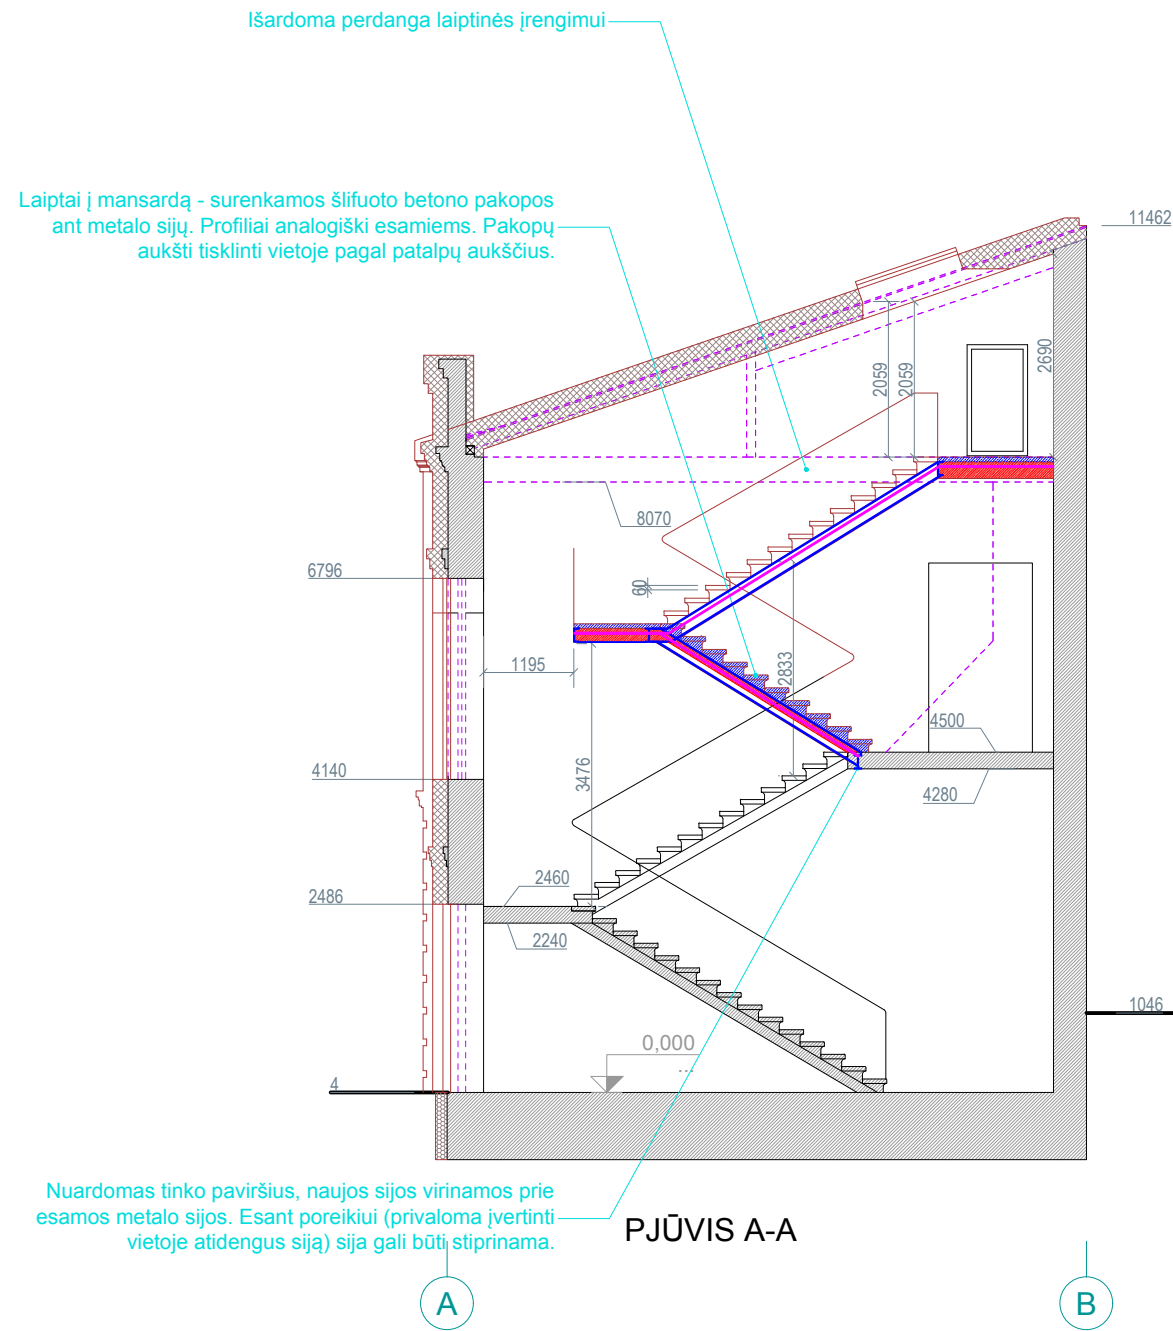 Išardoma perdanga laiptinės įrengimui
Laiptai į mansardą - surenkamos šlifuoto betono pakopos
ant metalo sijų. Profiliai analogiški esamiems. Pakopų
aukšti tisklinti vietoje pagal patalpų aukščius.
11462
2059
2059
2690
8070
6796
60
1195
2833
4500
4140
3476
4280
2460
2486
2240
1046
0,000
...
4
Nuardomas tinko paviršius, naujos sijos virinamos prie
esamos metalo sijos. Esant poreikiui (privaloma įvertinti
vietoje atidengus siją) sija gali būti stiprinama.
PJŪVIS A-A
A
B